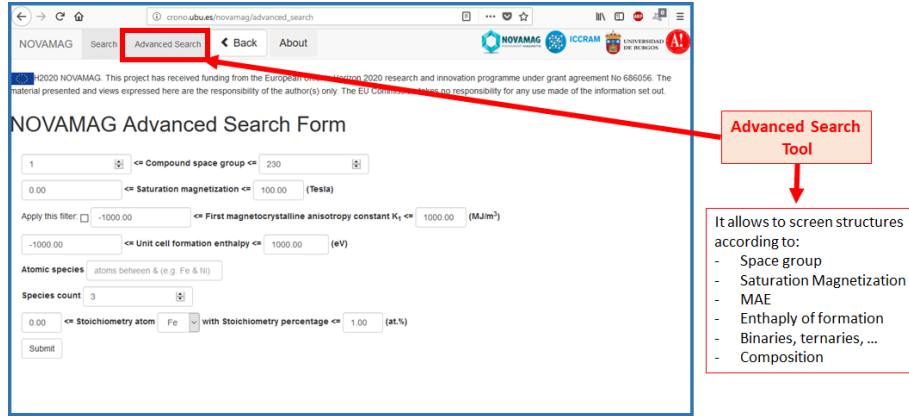 crono.ubu.es/novamag/advanced_search
NOVAMAG Search Advanced Search Back About NOVAMAG ICCRAM UNIVERSIDAD DE BURGOS
H2020 NOVAMAG. This project has received funding from the European Horizon 2020 research and innovation programme under grant agreement No 686056. The
material presented and views expressed here are the responsibility of the author(s) only. The EU Commission takes no responsibility for any use made of the information set out.
NOVAMAG Advanced Search Form
1 <= Compound space group <= 230
0.00 <= Saturation magnetization <= 100.00 (Tesla)
Apply this filter: -1000.00 <= First magnetocrystalline anisotropy constant K1 <= 1000.00 (MJ/m³)
-1000.00 <= Unit cell formation enthalpy <= 1000.00 (eV)
Atomic species atoms between & (e.g. Fe & Ni)
Species count 3
0.00 <= Stoichiometry atom Fe with Stoichiometry percentage <= 1.00 (at.%)
Submit
Advanced Search
Tool
It allows to screen structures
according to:
- Space group
- Saturation Magnetization
- MAE
- Enthaply of formation
- Binaries, ternaries, ...
- Composition